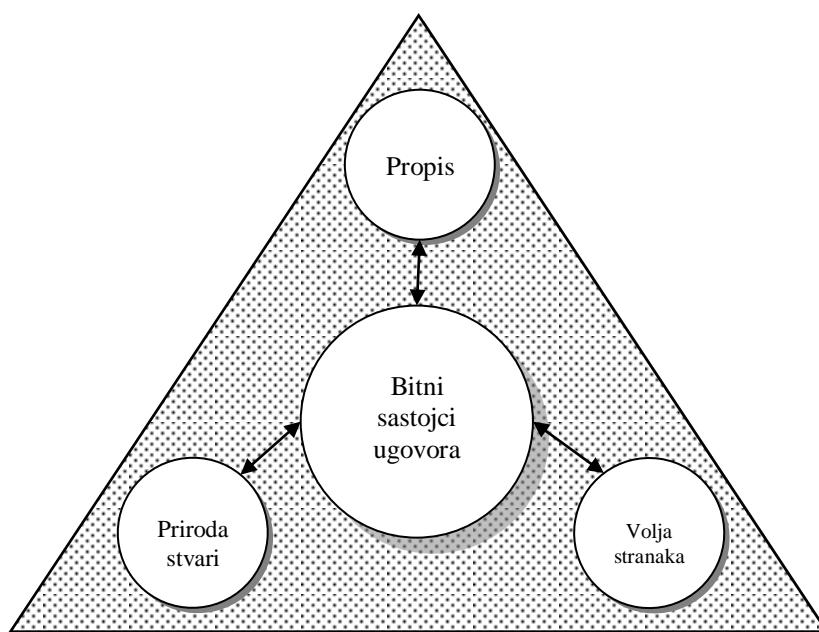 Propis
Bitni
sastojci
ugovora
Priroda
stvari
Volja
stranaka